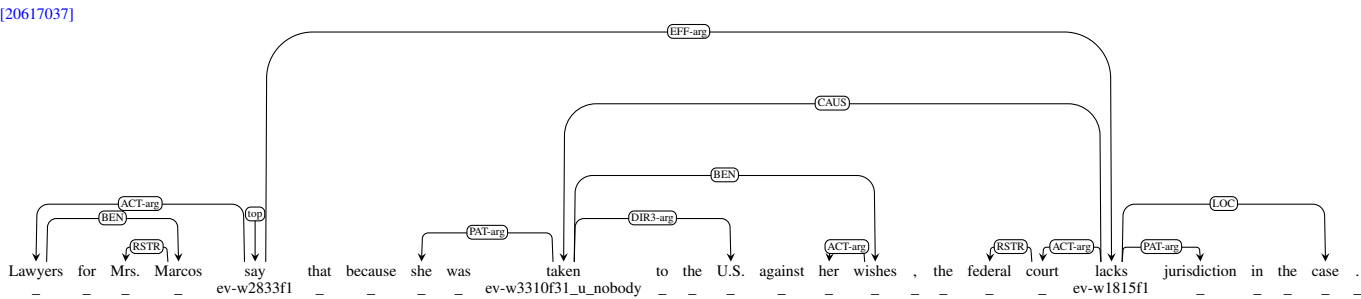 [20617037]
EFF-arg
CAUS
BEN
ACT-arg LOC
top
BEN DIR3-arg
PAT-arg
RSTR ACT-arg RSTR ACT-arg PAT-arg
Lawyers for Mrs. Marcos say that because she was taken to the U.S. against her wishes , the federal court lacks jurisdiction in the case .
_ _ _ _ ev-w2833f1 _ _ _ _ ev-w3310f31_u_nobody _ _ _ _ _ _ _ _ _ _ ev-w1815f1 _ _ _ _ _